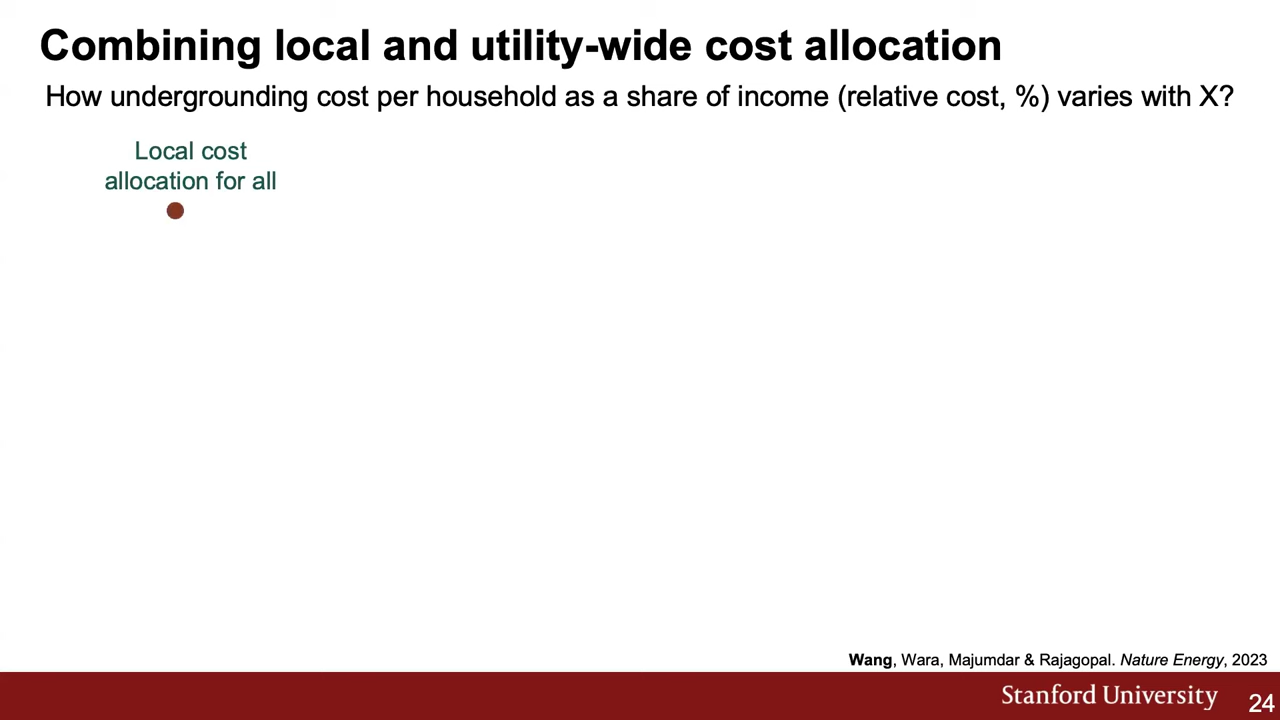 Combining local and utility-wide cost allocation
How undergrounding cost per household as a share of income (relative cost, %) varies with X?
Local cost
allocation for all
Wang, Wara, Majumdar & Rajagopal. Nature Energy, 2023
Stanford University
24